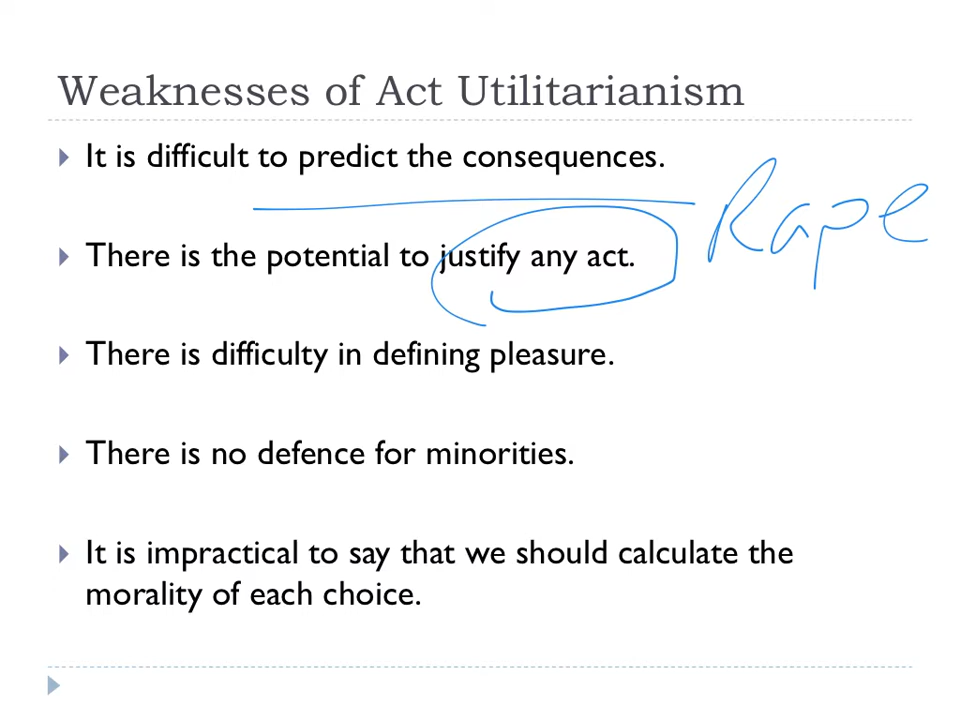 Weaknesses of Act Utilitarianism
It is difficult to predict the consequences.
Rape
There is the potential to justify any act.
There is difficulty in defining pleasure.
There is no defence for minorities.
It is impractical to say that we should calculate the
morality of each choice.